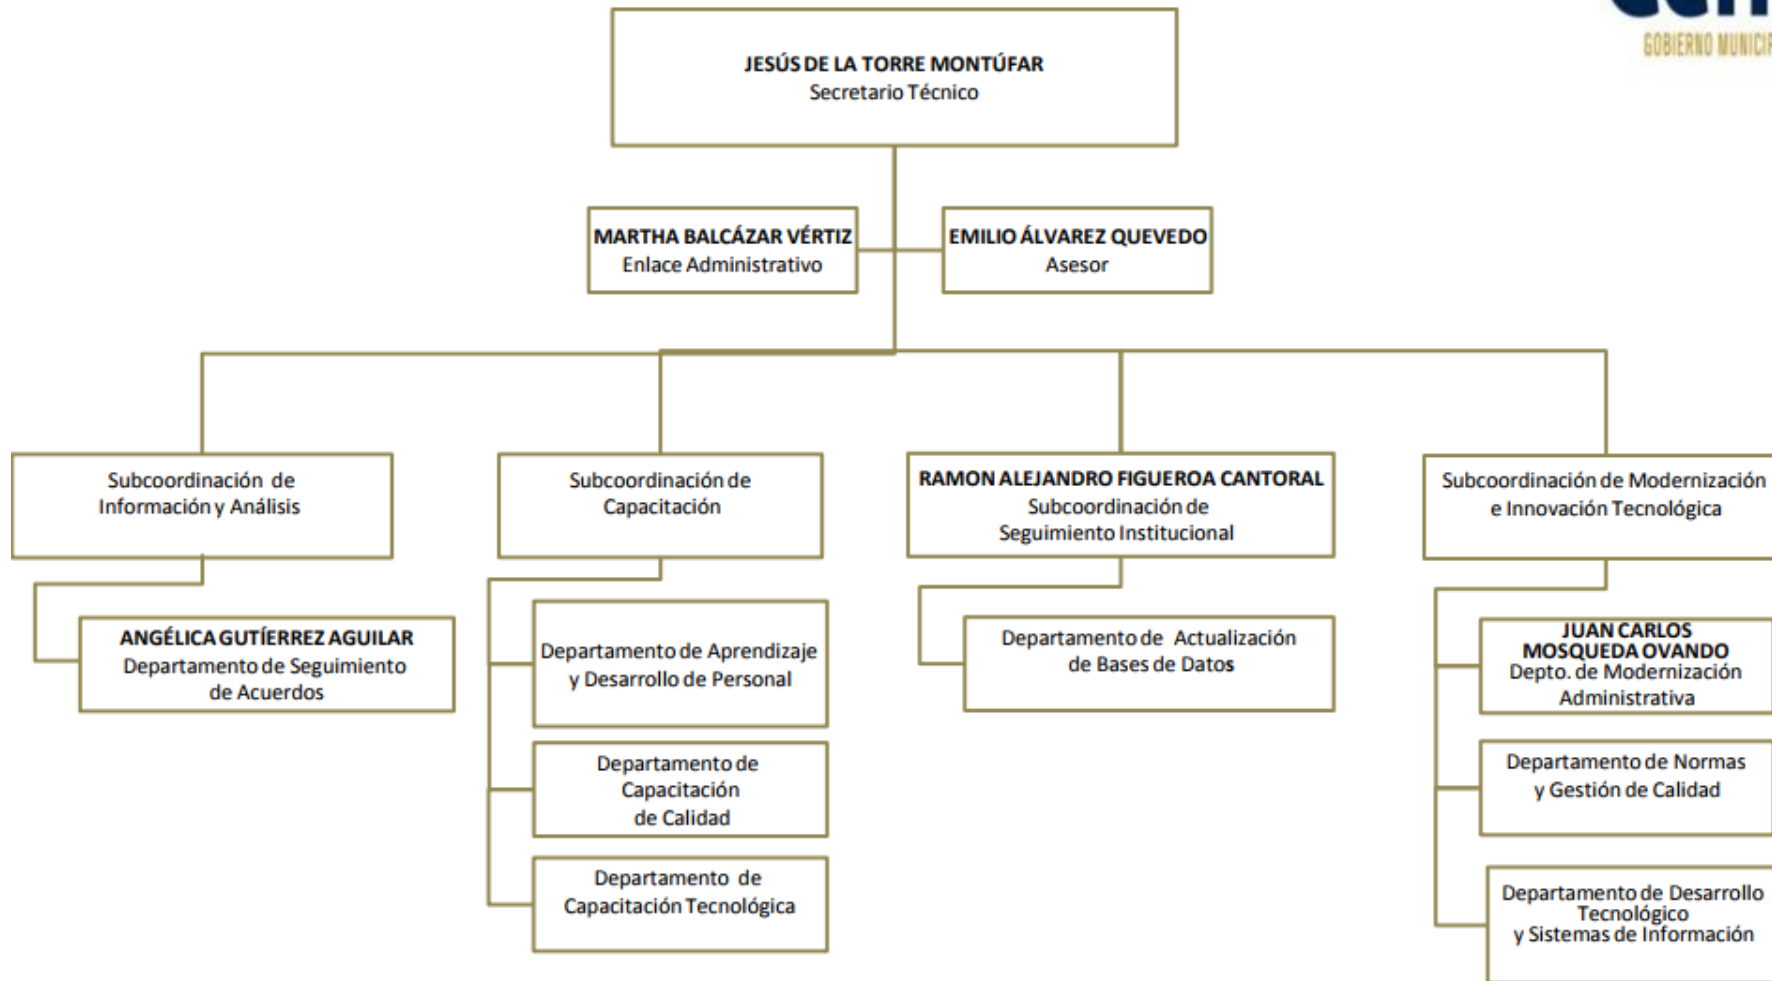 GOBIERNO
JESÚS DE LA TORRE MONTÚFAR
Secretario Técnico
MARTHA BALCÁZAR VÉRTIZ
Enlace Administrativo
EMILIO ÁLVAREZ QUEVEDO
Asesor
Subcoordinación de
Información y Análisis
Subcoordinación de
Capacitación
RAMON ALEJANDRO FIGUEROA CANTORAL
Subcoordinación de
Seguimiento Institucional
Subcoordinación de Modernización
e Innovación Tecnológica
ANGÉLICA GUTÍERREZ AGUILAR
Departamento de Seguimiento
de Acuerdos
Departamento de Aprendizaje
y Desarrollo de Personal
Departamento de
Capacitación
de Calidad
Departamento de
Capacitación Tecnológica
Departamento de Actualización
de Bases de Datos
JUAN CARLOS
MOSQUEDA OVANDO
Depto. de Modernización
Administrativa
Departamento de Normas
y Gestión de Calidad
Departamento de Desarrollo
Tecnológico
y Sistemas de Información